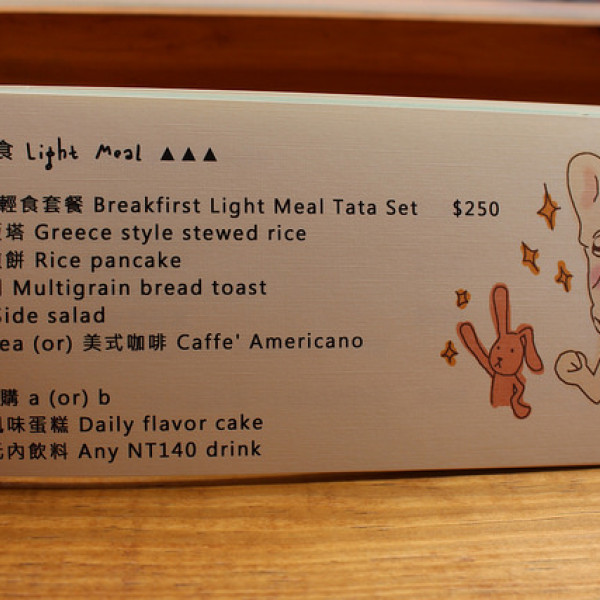 食 Light Meal ▲▲▲
輕食套餐 Breakfirst Light Meal Tata Set $250
塔 Greece style stewed rice
餅 Rice pancake
Multigrain bread toast
Side salad
ea (or) 美式咖啡 Caffe' Americano
購 a (or) b
味蛋糕 Daily flavor cake
元內飲料 Any NT140 drink